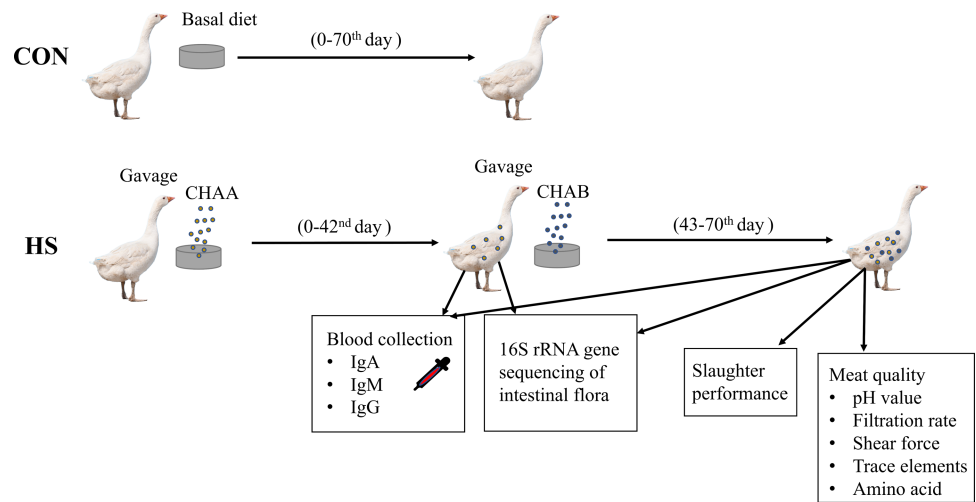 Basal diet
CON
(0-70th day )
Gavage
CHAA
Gavage
CHAB
HS
(0-42nd day )
(43-70th day )
Blood collection
• IgA
• IgM
• IgG
16S rRNA gene
sequencing of
intestinal flora
Slaughter
performance
Meat quality
• pH value
• Filtration rate
• Shear force
• Trace elements
• Amino acid